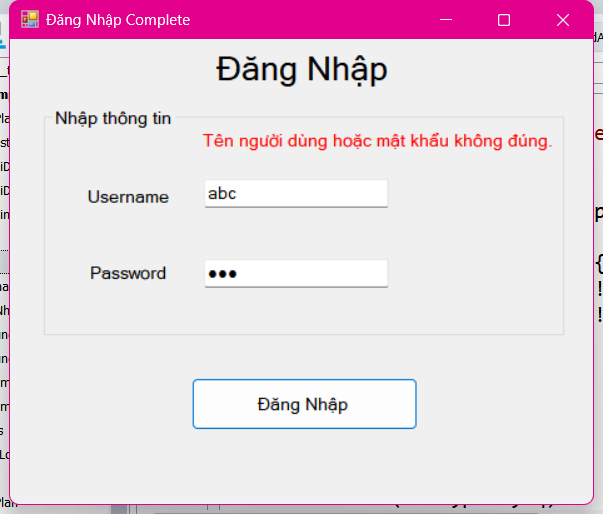 Đăng Nhập Complete
Đăng Nhập
Nhập thông tin
Tên người dùng hoặc mật khẩu không đúng.
Username
abc
Password
Đăng Nhập